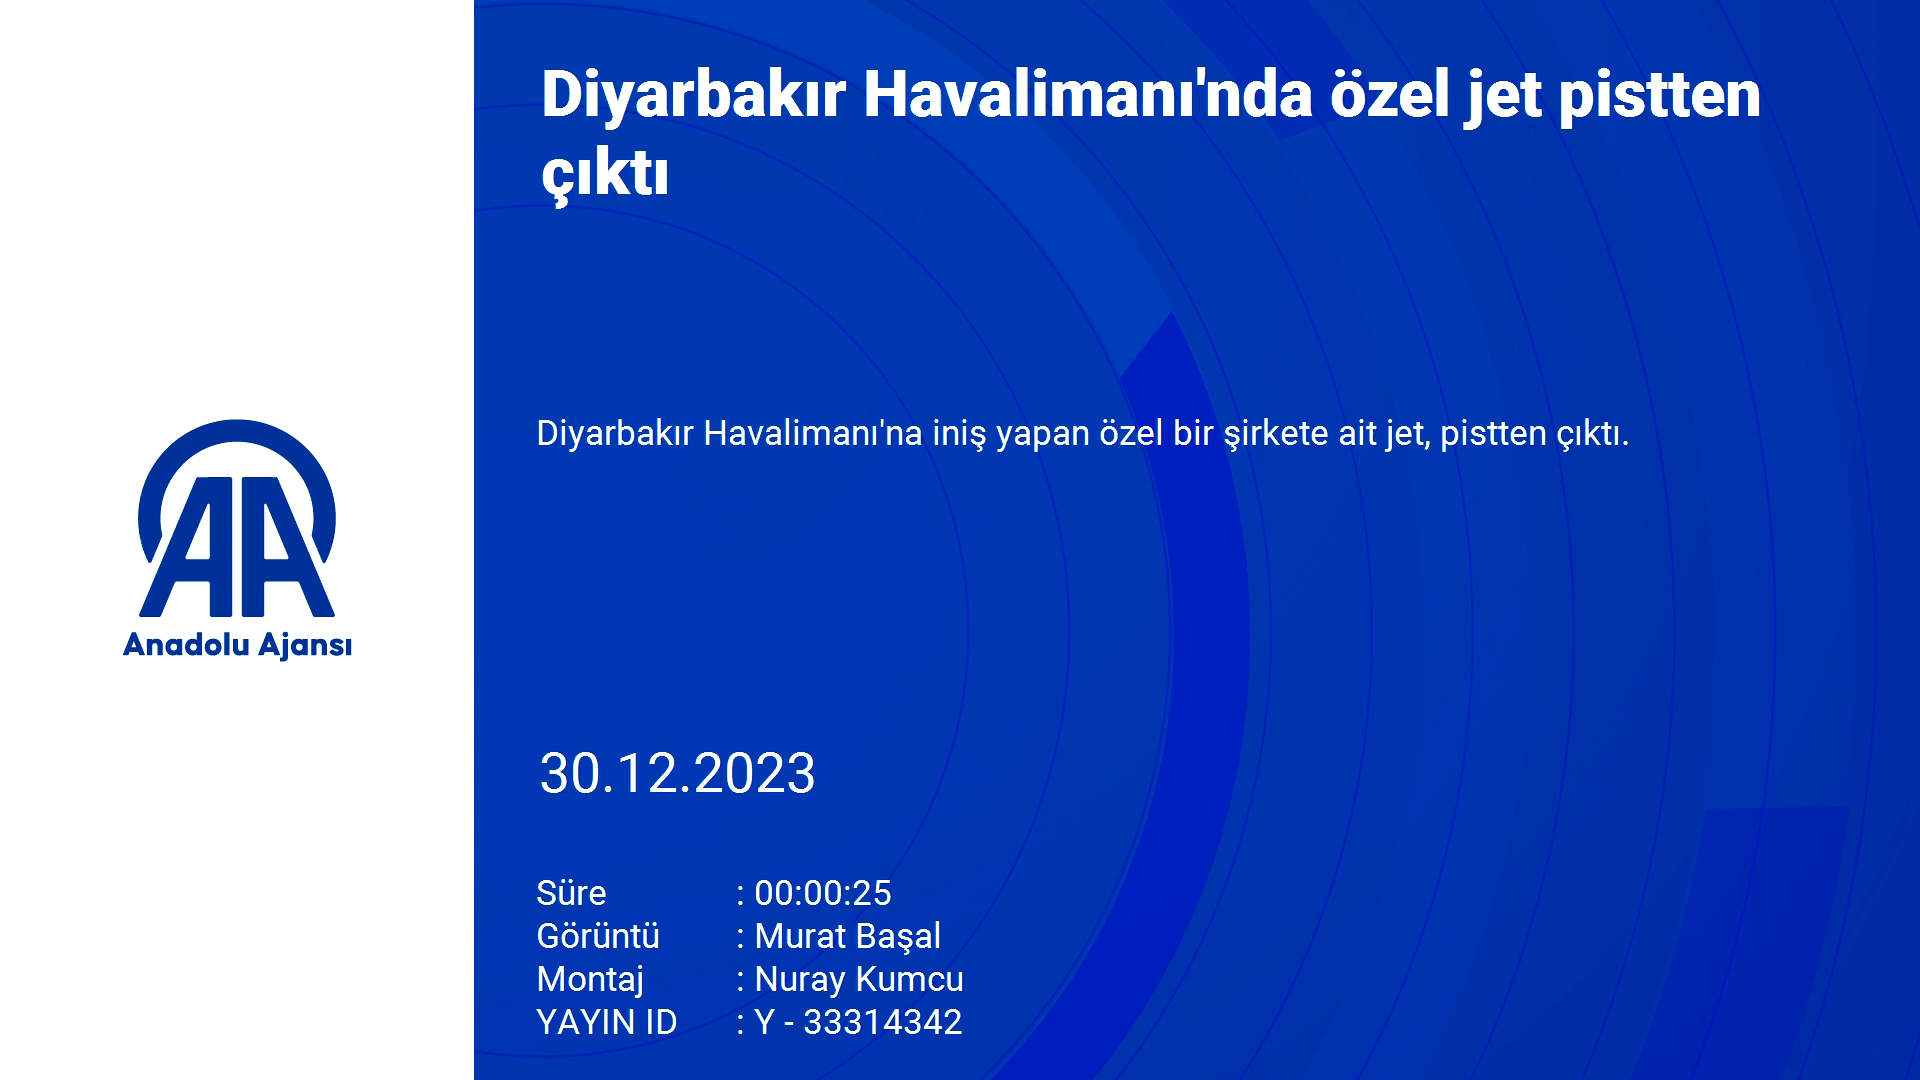 Diyarbakır Havalimanı'nda özel jet pistten
çıktı
Diyarbakır Havalimanı'na iniş yapan özel bir şirkete ait jet, pistten çıktı.
AA
Anadolu Ajansı
30.12.2023
Süre : 00:00:25
Görüntü : Murat Başal
Montaj : Nuray Kumcu
YAYIN ID : Y - 33314342